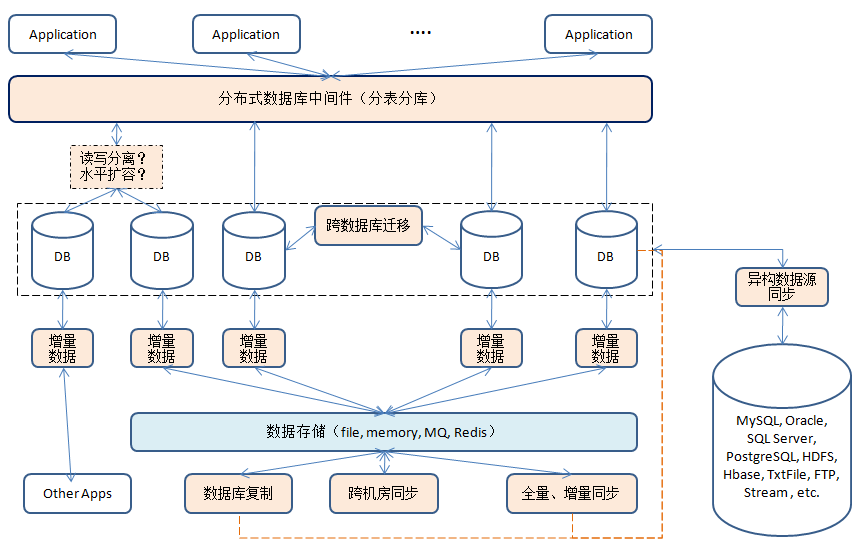 Application
Application
....
Application
分布式数据库中间件（分表分库）
读写分离？
水平扩容？
跨数据库迁移
DB
DB
DB
DB
DB
异构数据源
同步
增量
数据
增量
数据
增量
数据
增量
数据
增量
数据
数据存储（file, memory, MQ, Redis）
MySQL, Oracle,
SQL Server,
PostgreSQL, HDFS,
Hbase, TxtFile, FTP,
Stream , etc.
Other Apps
数据库复制
跨机房同步
全量、增量同步